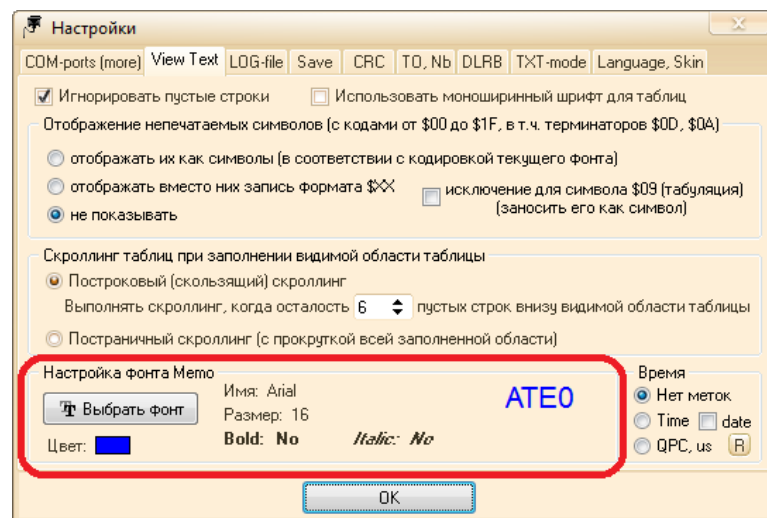 Настройки
COM-ports (more) View Text LOG-file Save CRC TO, Nb DLRB TXT-mode Language, Skin
Игнорировать пустые строки Использовать моноширинный шрифт для таблиц
Отображение непечатаемых символов (с кодами от $00 до $1F, в т.ч. терминаторов $0D, $0A)
отображать их как символы (в соответствии с кодировкой текущего фонта)
отображать вместо них запись формата $XX
исключение для символа $09 (табуляция)
(заносить его как символ)
не показывать
Скроллинг таблиц при заполнении видимой области таблицы
Построковый (скользящий) скроллинг
Выполнять скроллинг, когда осталость 6 пустых строк внизу видимой области таблицы
Постраничный скроллинг (с прокруткой всей заполненной области)
Настройка фонта Memo
Выбрать фонт
Цвет:
Имя: Arial
Размер: 16
Bold: No Italic: No
ATE0
Время
Нет меток
Time date
QPC, us R
OK